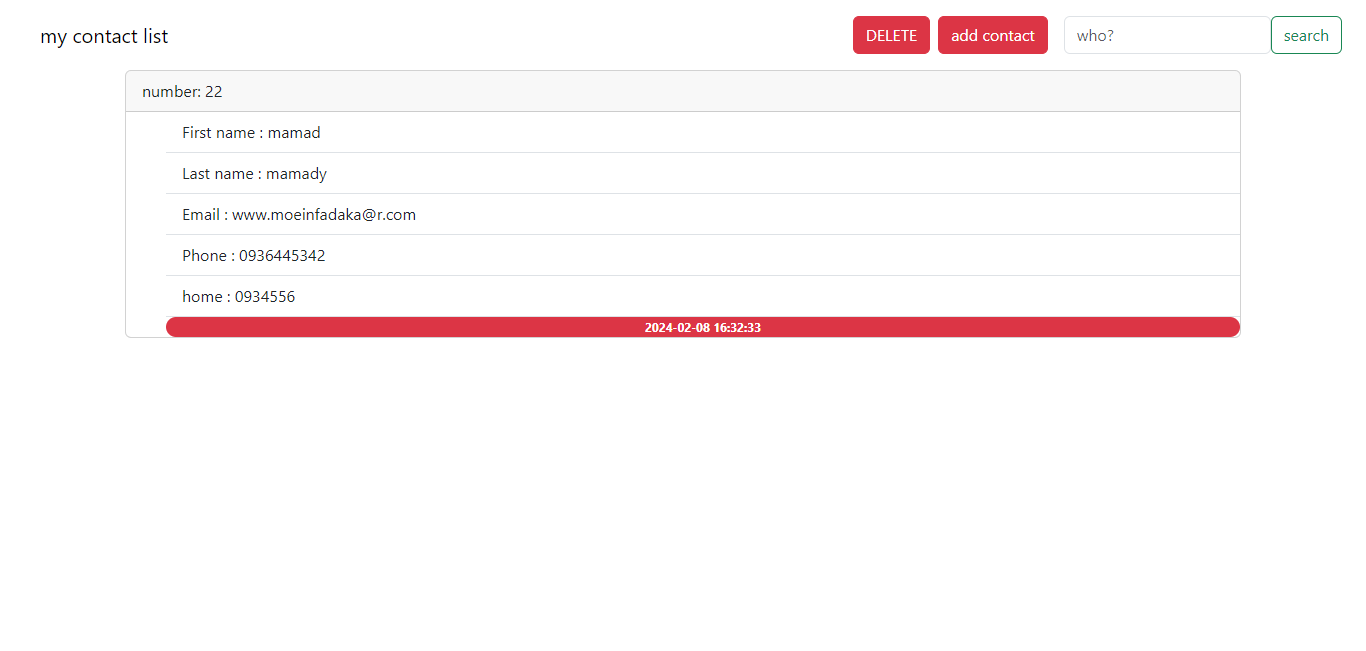 my contact list DELETE add contact who? search
number: 22
First name : mamad
Last name : mamady
Email : www.moeinfadaka@r.com
Phone : 0936445342
home : 0934556
2024-02-08 16:32:33